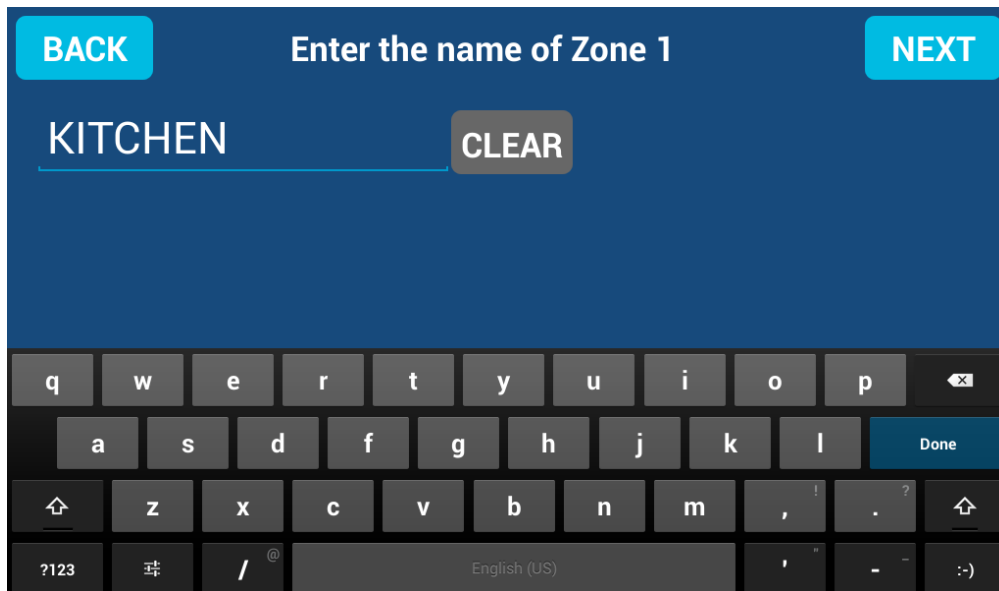 BACK Enter the name of Zone 1 NEXT
KITCHEN CLEAR
q w e r t y u i o p
a s d f g h j k l Done
z x c v b n m , ! . ?
?123 / @ English (US) ' " - _ :-)